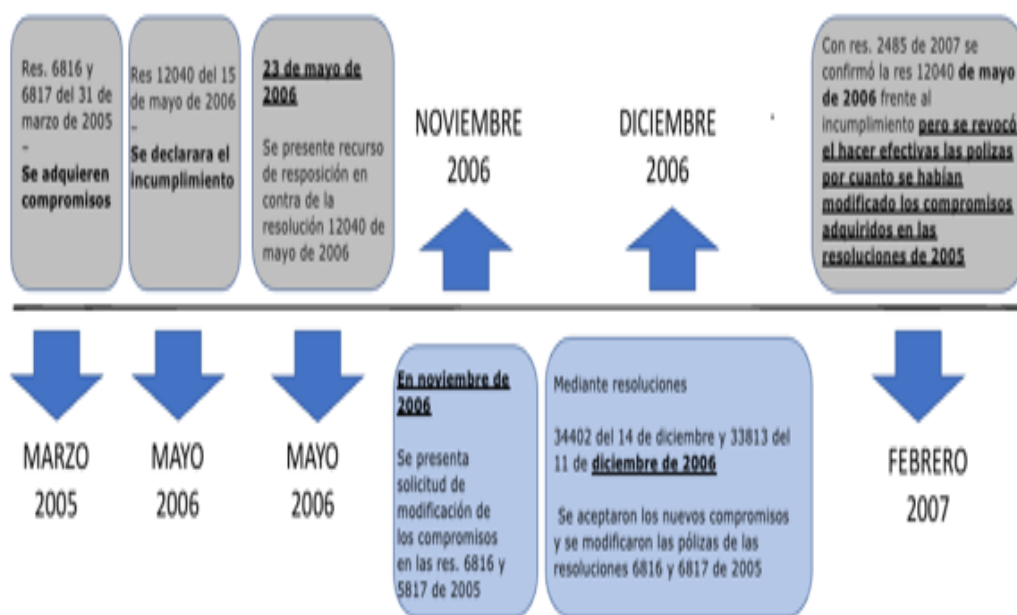 Res. 6816 y
6817 del 31 de
marzo de 2005
–
Se adquieren
compromisos
Res 12040 del 15
de mayo de 2006
–
Se declarara el
incumplimiento
23 de mayo de
2006
Se presente recurso
de resposición en
contra de la
resolución 12040 de
mayo de 2006
NOVIEMBRE
2006
DICIEMBRE
2006
Con res. 2485 de 2007 se
confirmó la res 12040 de mayo
de 2006 frente al
incumplimiento pero se revocó
el hacer efectivas las polizas
por cuanto se habían
modificado los compromisos
adquiridos en las
resoluciones de 2005
MARZO
2005
MAYO
2006
MAYO
2006
En noviembre de
2006
Se presenta
solicitud de
modificación de
los compromisos
en las res. 6816 y
5817 de 2005
Mediante resoluciones
34402 del 14 de diciembre y 33813 del
11 de diciembre de 2006
Se aceptaron los nuevos compromisos
y se modificaron las pólizas de las
resoluciones 6816 y 6817 de 2005
FEBRERO
2007